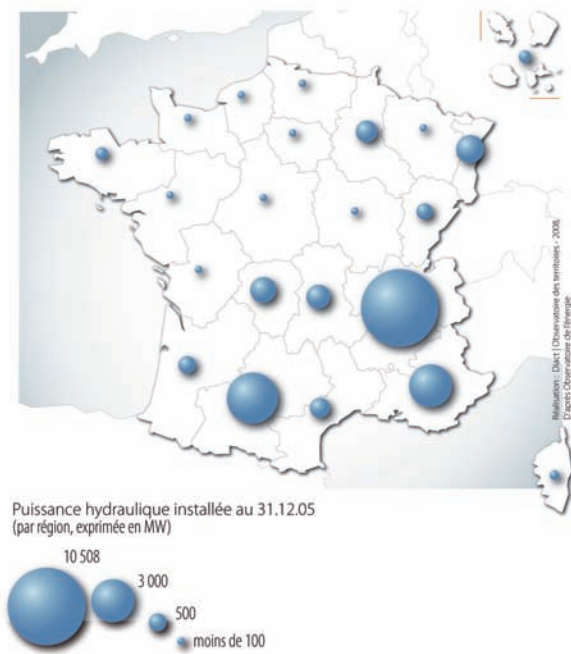 Réalisation : Diact | Observatoire des territoires - 2008,
D'après Observatoire de l'énergie
Puissance hydraulique installée au 31.12.05
(par région, exprimée en MW)
10 508
3 000
500
moins de 100